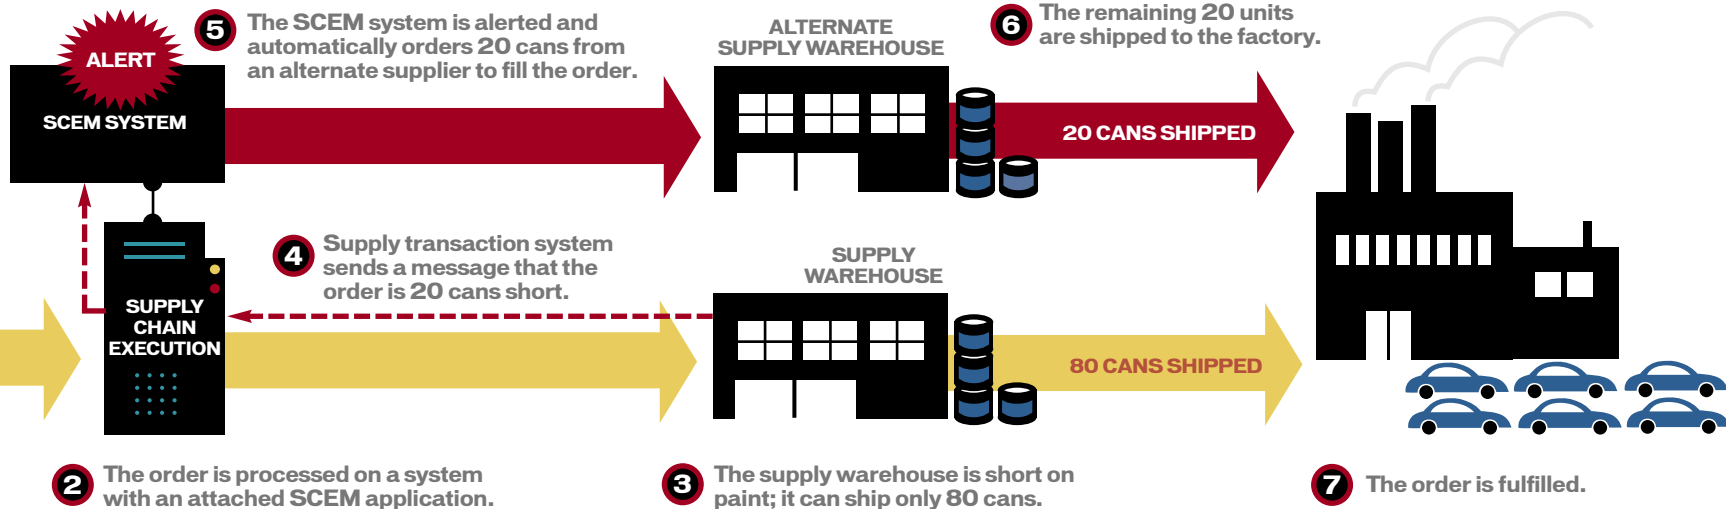 5
The SCEM system is alerted and
automatically orders 20 cans from
an alternate supplier to fill the order.
ALERT
SCEM SYSTEM
ALTERNATE
SUPPLY WAREHOUSE
6
The remaining 20 units
are shipped to the factory.
20 CANS SHIPPED
4
Supply transaction system
sends a message that the
order is 20 cans short.
SUPPLY
WAREHOUSE
SUPPLY
CHAIN
EXECUTION
80 CANS SHIPPED
2
The order is processed on a system
with an attached SCEM application.
3
The supply warehouse is short on
paint; it can ship only 80 cans.
7
The order is fulfilled.